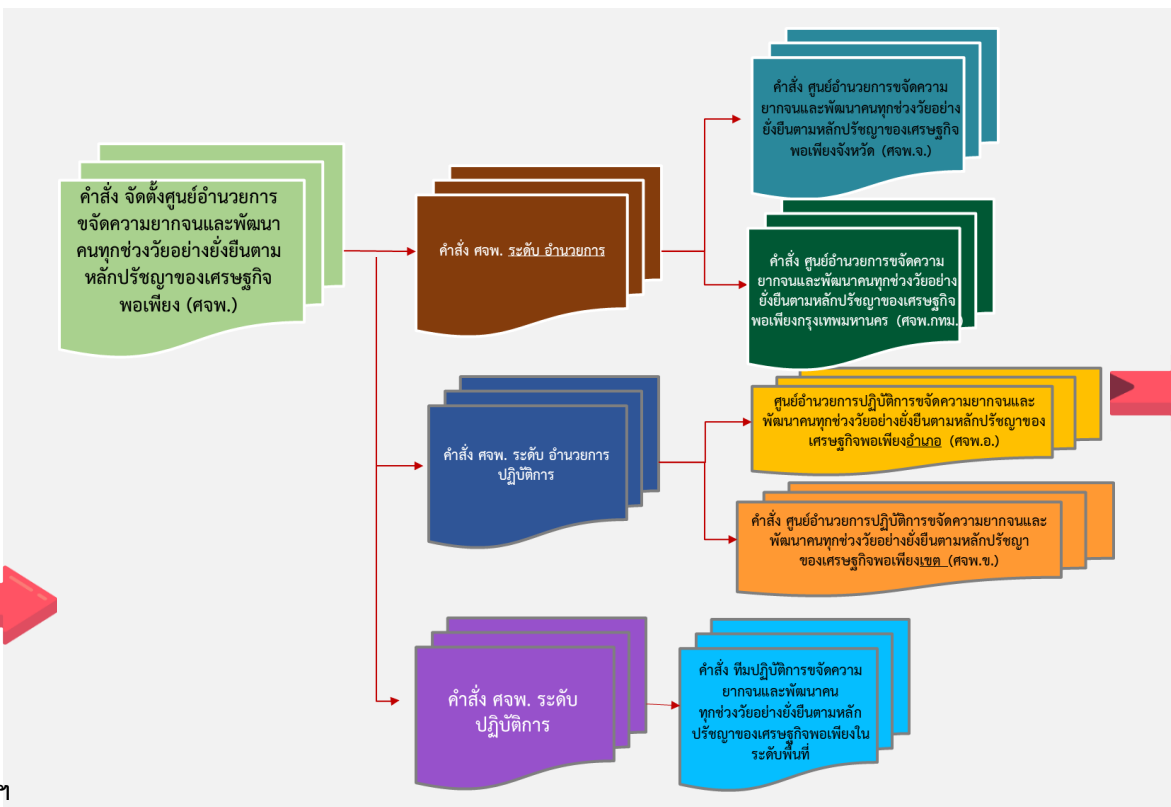 คำสั่ง จัดตั้งศูนย์อำนวยการ
ขจัดความยากจนและพัฒนา
คนทุกช่วงวัยอย่างยั่งยืนตาม
หลักปรัชญาของเศรษฐกิจ
พอเพียง (ศจพ.)
คำสั่ง ศจพ. ระดับ อำนวยการ
คำสั่ง ศูนย์อำนวยการขจัดความ
ยากจนและพัฒนาคนทุกช่วงวัยอย่าง
ยั่งยืนตามหลักปรัชญาของเศรษฐกิจ
พอเพียงจังหวัด (ศจพ.จ.)
คำสั่ง ศูนย์อำนวยการขจัดความ
ยากจนและพัฒนาคนทุกช่วงวัยอย่าง
ยั่งยืนตามหลักปรัชญาของเศรษฐกิจ
พอเพียงกรุงเทพมหานคร (ศจพ.กทม.)
คำสั่ง ศจพ. ระดับ อำนวยการ
ปฏิบัติการ
ศูนย์อำนวยการปฏิบัติการขจัดความยากจนและ
พัฒนาคนทุกช่วงวัยอย่างยั่งยืนตามหลักปรัชญาของ
เศรษฐกิจพอเพียงอำเภอ (ศจพ.อ.)
คำสั่ง ศูนย์อำนวยการปฏิบัติการขจัดความยากจนและ
พัฒนาคนทุกช่วงวัยอย่างยั่งยืนตามหลักปรัชญา
ของเศรษฐกิจพอเพียงเขต (ศจพ.ข.)
คำสั่ง ศจพ. ระดับ
ปฏิบัติการ
คำสั่ง ทีมปฏิบัติการขจัดความ
ยากจนและพัฒนาคน
ทุกช่วงวัยอย่างยั่งยืนตามหลัก
ปรัชญาของเศรษฐกิจพอเพียงใน
ระดับพื้นที่